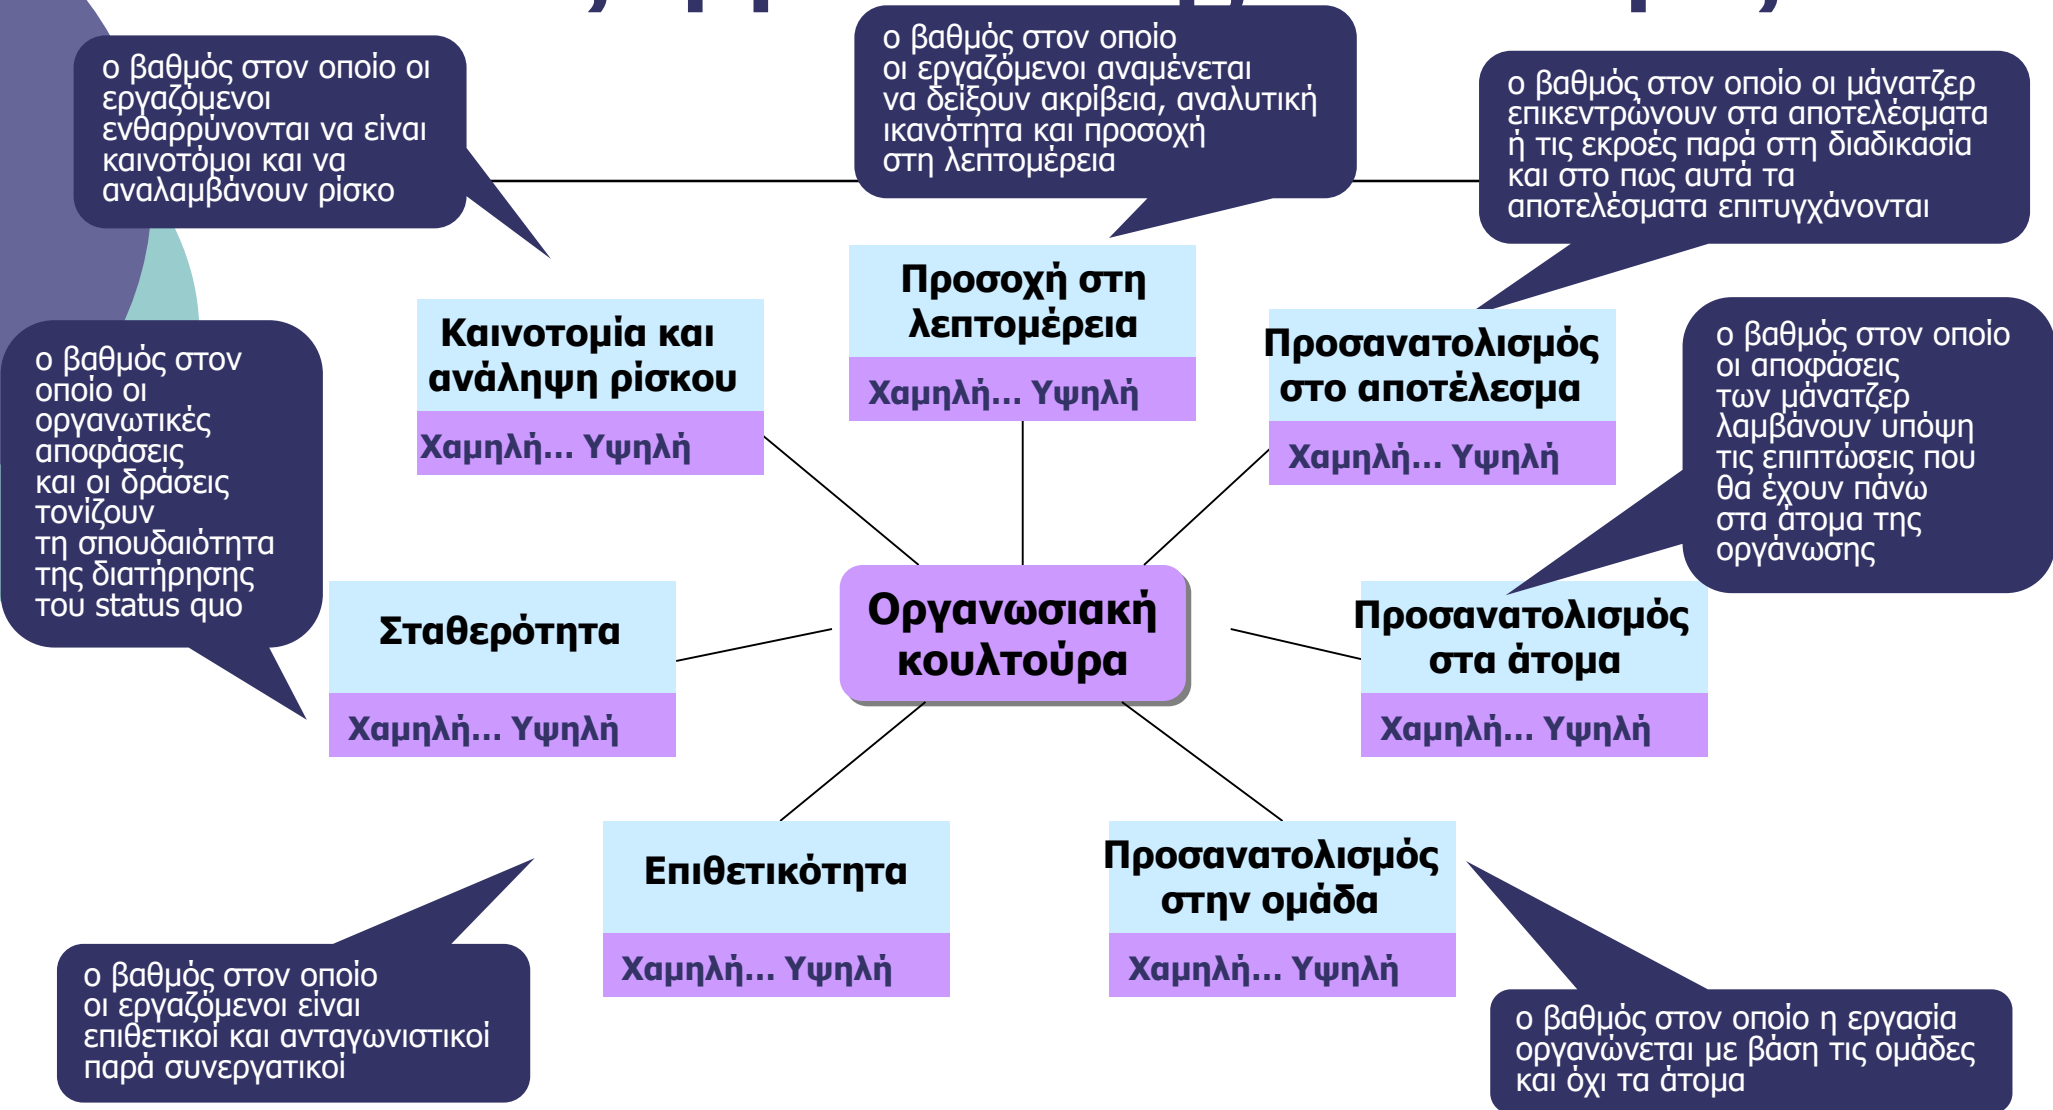 ο βαθμός στον οποίο οι
εργαζόμενοι
ενθαρρύνονται να είναι
καινοτόμοι και να
αναλαμβάνουν ρίσκο
ο βαθμός στον οποίο
οι εργαζόμενοι αναμένεται
να δείξουν ακρίβεια, αναλυτική
ικανότητα και προσοχή
στη λεπτομέρεια
ο βαθμός στον οποίο οι μάνατζερ
επικεντρώνουν στα αποτελέσματα
ή τις εκροές παρά στη διαδικασία
και στο πως αυτά τα
αποτελέσματα επιτυγχάνονται
Καινοτομία και
ανάληψη ρίσκου
Χαμηλή... Υψηλή
Προσοχή στη
λεπτομέρεια
Χαμηλή... Υψηλή
Προσανατολισμός
στο αποτέλεσμα
Χαμηλή... Υψηλή
ο βαθμός στον
οποίο οι
οργανωτικές
αποφάσεις
και οι δράσεις
τονίζουν
τη σπουδαιότητα
της διατήρησης
του status quo
ο βαθμός στον οποίο
οι αποφάσεις
των μάνατζερ
λαμβάνουν υπόψη
τις επιπτώσεις που
θα έχουν πάνω
στα άτομα της
οργάνωσης
Σταθερότητα
Χαμηλή... Υψηλή
Οργανωσιακή
κουλτούρα
Προσανατολισμός
στα άτομα
Χαμηλή... Υψηλή
Επιθετικότητα
Χαμηλή... Υψηλή
Προσανατολισμός
στην ομάδα
Χαμηλή... Υψηλή
ο βαθμός στον οποίο
οι εργαζόμενοι είναι
επιθετικοί και ανταγωνιστικοί
παρά συνεργατικοί
ο βαθμός στον οποίο η εργασία
οργανώνεται με βάση τις ομάδες
και όχι τα άτομα